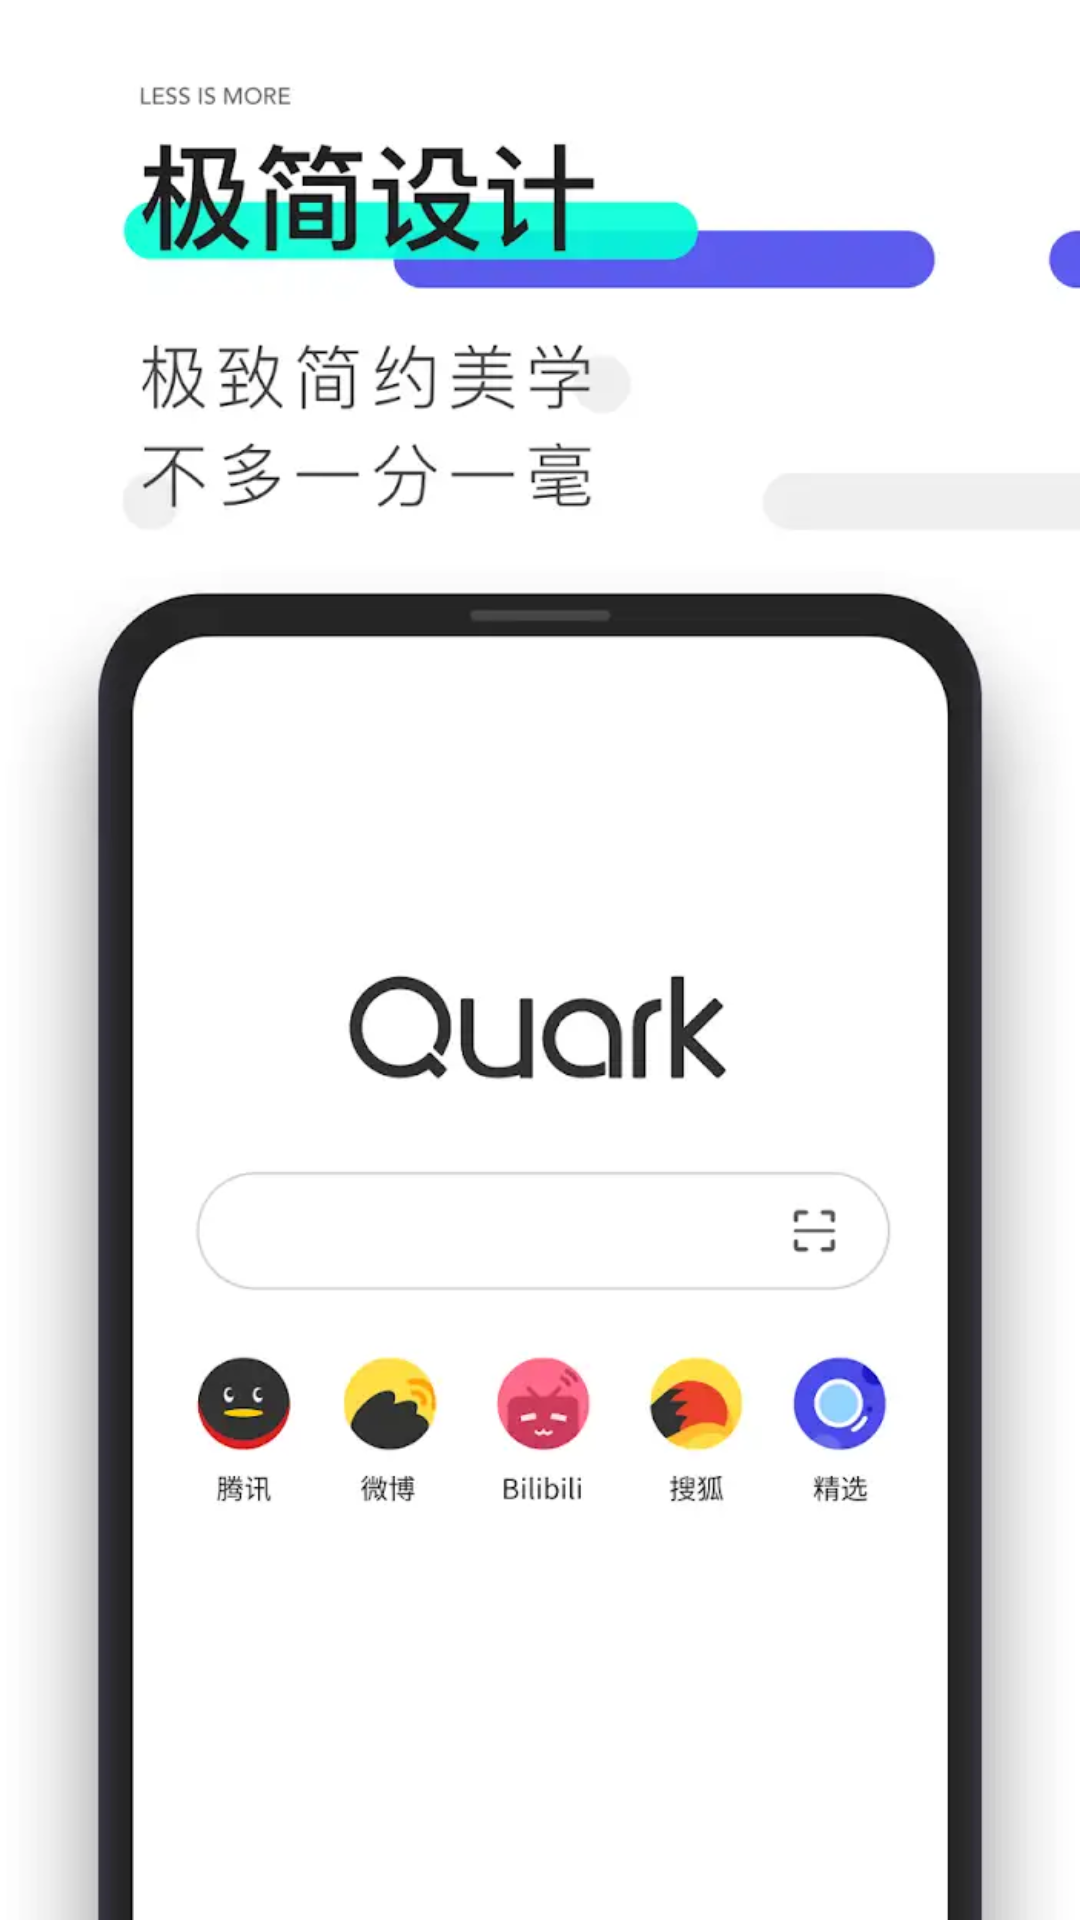 LESS IS MORE
极简设计
极致简约美学
不多一分一毫
Quark
腾讯 微博 Bilibili 搜狐 精选